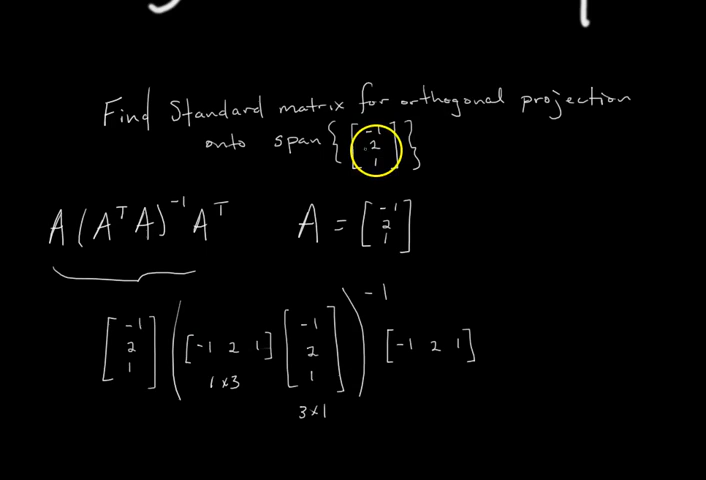 Find Standard matrix for orthogonal projection
onto span { [ -1 2 1 ] }
A(AᵀA)⁻¹Aᵀ A = [ -1 2 1 ]
[ -1 2 1 ] ( [ -1 2 1 ] [ -1 2 1 ] )⁻¹ [ -1 2 1 ]
1×3
3×1